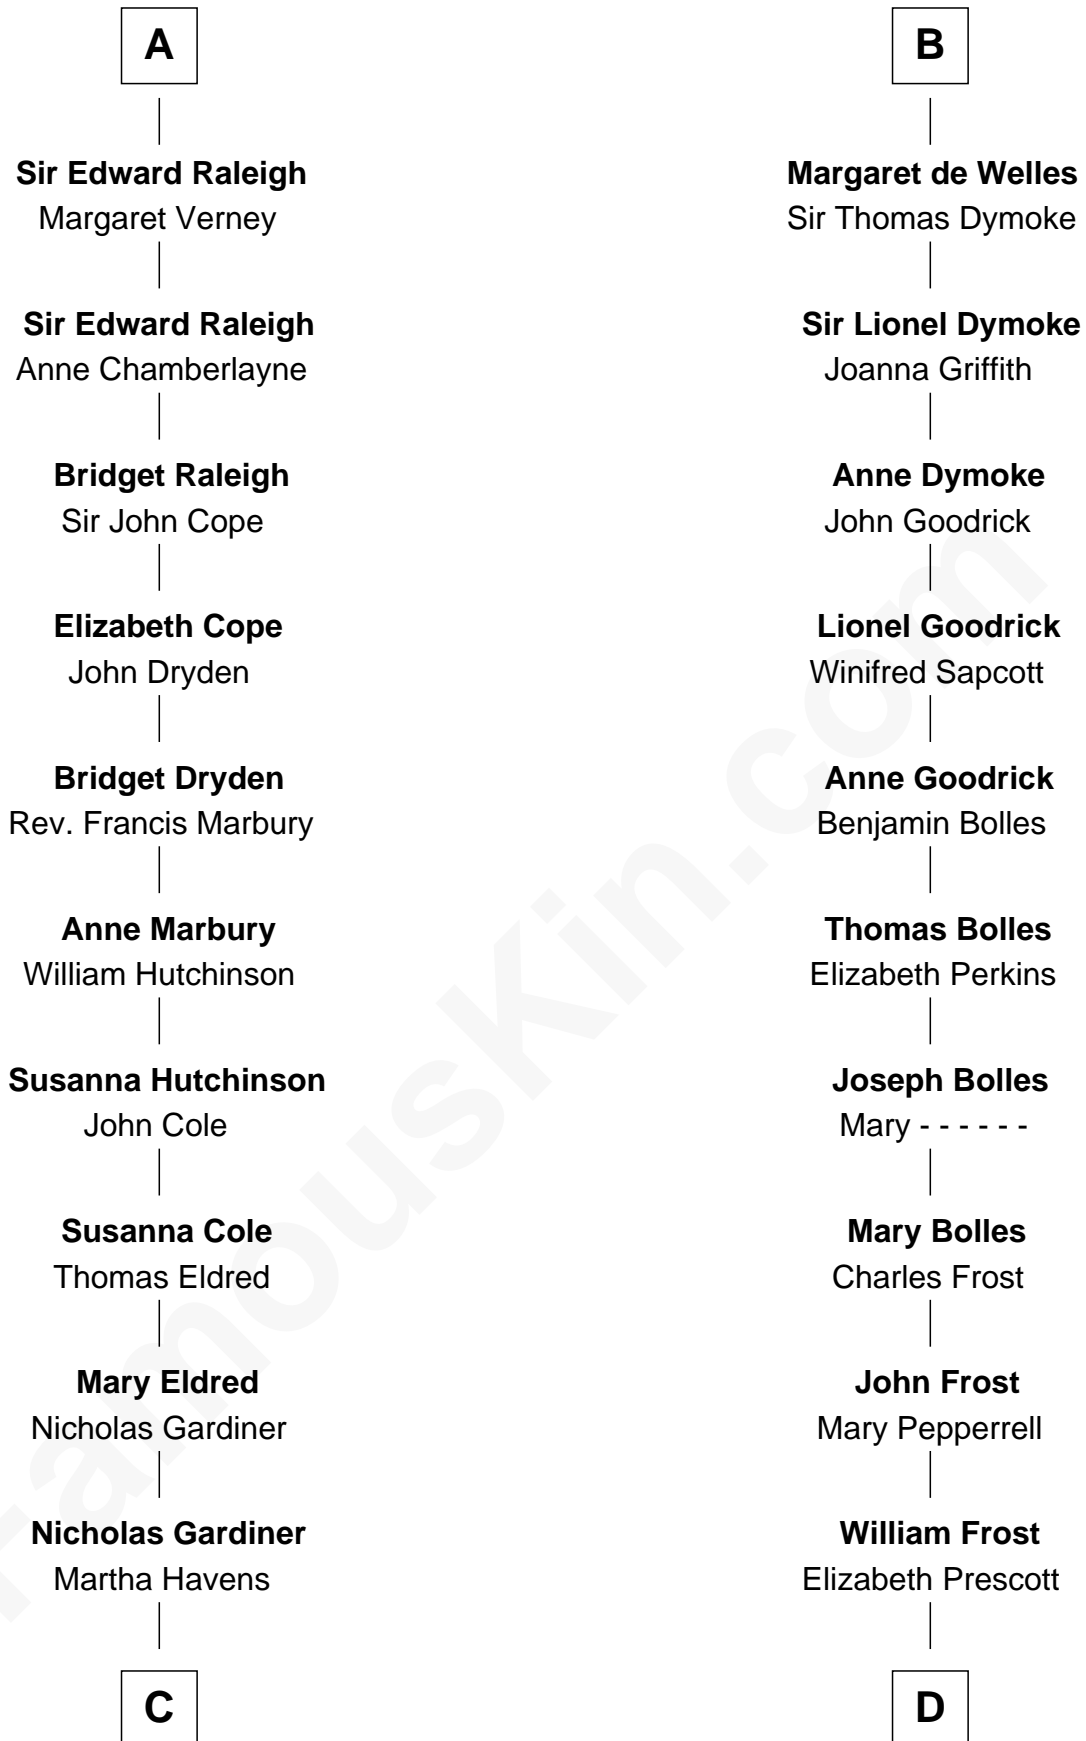 A
Sir Edward Raleigh
Margaret Verney
Sir Edward Raleigh
Anne Chamberlayne
Bridget Raleigh
Sir John Cope
Elizabeth Cope
John Dryden
Bridget Dryden
Rev. Francis Marbury
Anne Marbury
William Hutchinson
Susanna Hutchinson
John Cole
Susanna Cole
Thomas Eldred
Mary Eldred
Nicholas Gardiner
Nicholas Gardiner
Martha Havens
C
B
Margaret de Welles
Sir Thomas Dymoke
Sir Lionel Dymoke
Joanna Griffith
Anne Dymoke
John Goodrick
Lionel Goodrick
Winifred Sapcott
Anne Goodrick
Benjamin Bolles
Thomas Bolles
Elizabeth Perkins
Joseph Bolles
Mary - - - - - -
Mary Bolles
Charles Frost
John Frost
Mary Pepperrell
William Frost
Elizabeth Prescott
D
FamousKin.com